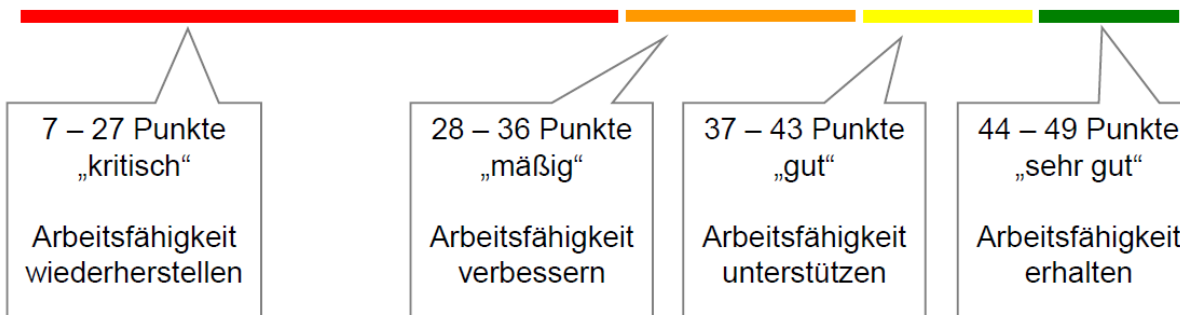 7 – 27 Punkte
„kritisch“
Arbeitsfähigkeit
wiederherstellen
28 – 36 Punkte
„mäßig“
Arbeitsfähigkeit
verbessern
37 – 43 Punkte
„gut“
Arbeitsfähigkeit
unterstützen
44 – 49 Punkte
„sehr gut“
Arbeitsfähigkeit
erhalten